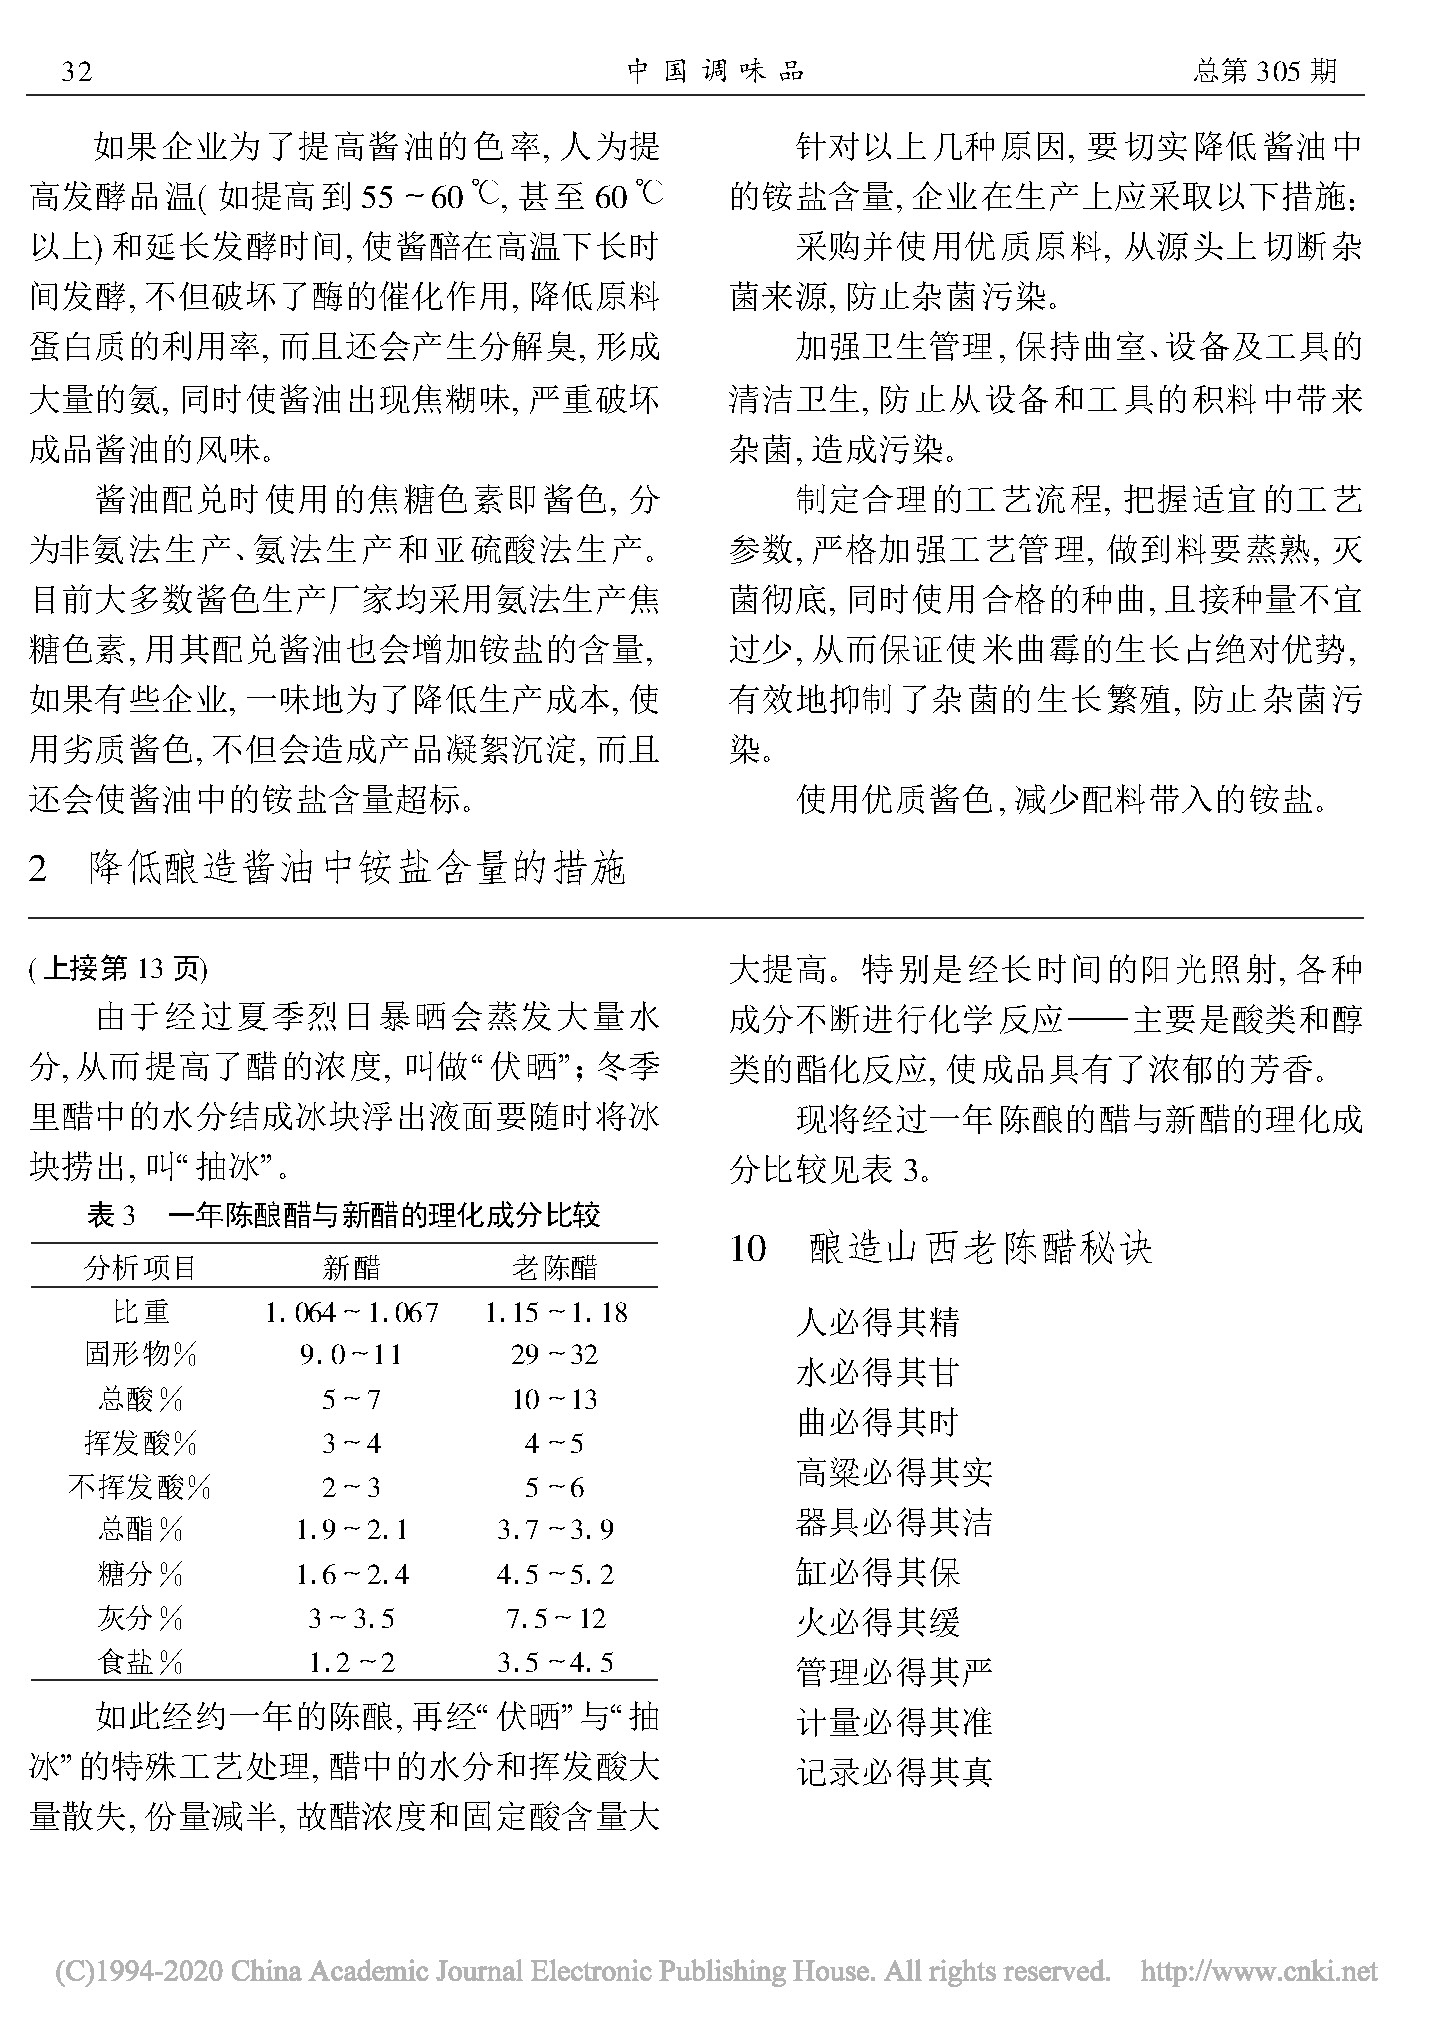 32
中国调味品
总第 305 期
如果企业为了提高酱油的色率,人为提
高发酵品温(如提高到 55～60℃,甚至 60℃
以上)和延长发酵时间,使酱醅在高温下长时
间发酵,不但破坏了酶的催化作用,降低原料
蛋白质的利用率,而且还会产生分解臭,形成
大量的氨,同时使酱油出现焦糊味,严重破坏
成品酱油的风味。
酱油配兑时使用的焦糖色素即酱色,分
为非氨法生产、氨法生产和亚硫酸法生产。
目前大多数酱色生产厂家均采用氨法生产焦
糖色素,用其配兑酱油也会增加铵盐的含量,
如果有些企业,一味地为了降低生产成本,使
用劣质酱色,不但会造成产品凝絮沉淀,而且
还会使酱油中的铵盐含量超标。
2 降低酿造酱油中铵盐含量的措施
针对以上几种原因,要切实降低酱油中
的铵盐含量,企业在生产上应采取以下措施:
采购并使用优质原料,从源头上切断杂
菌来源,防止杂菌污染。
加强卫生管理,保持曲室、设备及工具的
清洁卫生,防止从设备和工具的积料中带来
杂菌,造成污染。
制定合理的工艺流程,把握适宜的工艺
参数,严格加强工艺管理,做到料要蒸熟,灭
菌彻底,同时使用合格的种曲,且接种量不宜
过少,从而保证使米曲霉的生长占绝对优势,
有效地抑制了杂菌的生长繁殖,防止杂菌污
染。
使用优质酱色,减少配料带入的铵盐。
(上接第 13 页)
由于经过夏季烈日暴晒会蒸发大量水
分,从而提高了醋的浓度,叫做“伏晒”;冬季
里醋中的水分结成冰块浮出液面要随时将冰
块捞出,叫“抽冰”。
表 3 一年陈酿醋与新醋的理化成分比较
分析项目 新醋 老陈醋
比重 1.064～1.067 1.15～1.18
固形物% 9.0～11 29～32
总酸% 5～7 10～13
挥发酸% 3～4 4～5
不挥发酸% 2～3 5～6
总酯% 1.9～2.1 3.7～3.9
糖分% 1.6～2.4 4.5～5.2
灰分% 3～3.5 7.5～12
食盐% 1.2～2 3.5～4.5
如此经约一年的陈酿,再经“伏晒”与“抽
冰”的特殊工艺处理,醋中的水分和挥发酸大
量散失,份量减半,故醋浓度和固定酸含量大
大提高。特别是经长时间的阳光照射,各种
成分不断进行化学反应——主要是酸类和醇
类的酯化反应,使成品具有了浓郁的芳香。
现将经过一年陈酿的醋与新醋的理化成
分比较见表 3。
10 酿造山西老陈醋秘诀
人必得其精
水必得其甘
曲必得其时
高粱必得其实
器具必得其洁
缸必得其保
火必得其缓
管理必得其严
计量必得其准
记录必得其真
(C)1994-2020 China Academic Journal Electronic Publishing House. All rights reserved. http://www.cnki.net